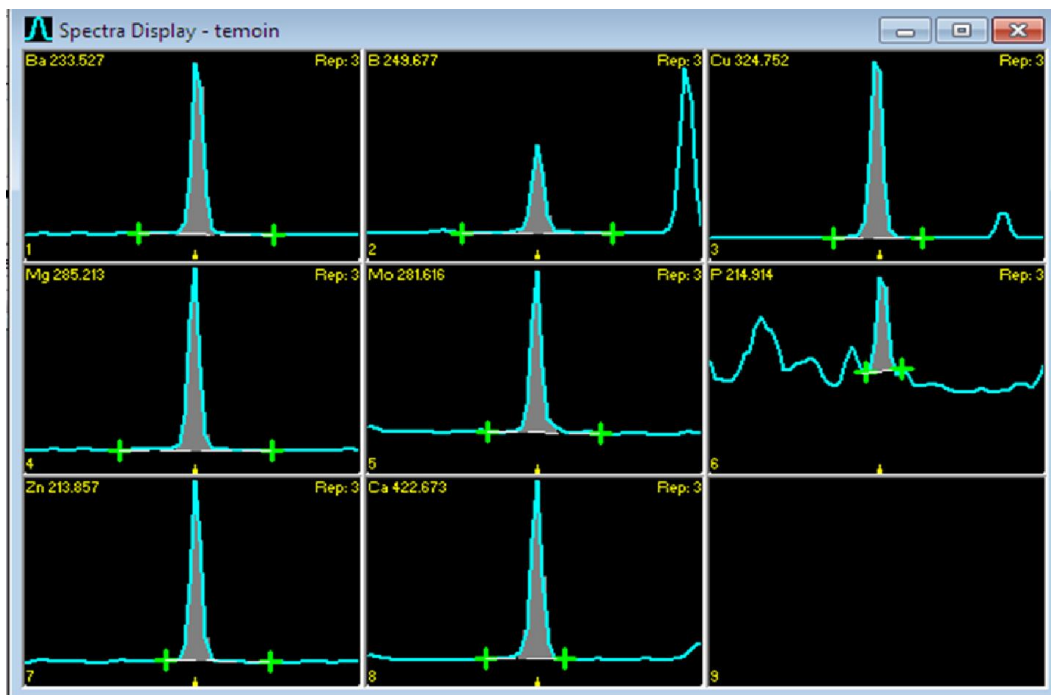 Spectra Display - temoin
Ba 233.527 Rep: 3
1
B 249.677 Rep: 3
2
Cu 324.752 Rep: 3
3
Mg 285.213 Rep: 3
4
Mo 281.616 Rep: 3
5
P 214.914 Rep: 3
6
Zn 213.857 Rep: 3
7
Ca 422.673 Rep: 3
8
9